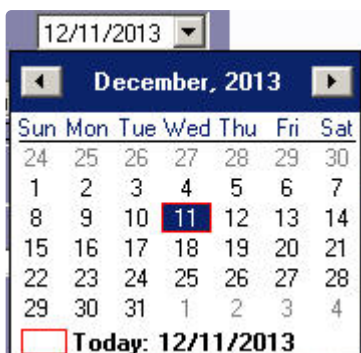 12/11/2013
December, 2013
Sun Mon Tue Wed Thu Fri Sat
24 25 26 27 28 29 30
1 2 3 4 5 6 7
8 9 10 11 12 13 14
15 16 17 18 19 20 21
22 23 24 25 26 27 28
29 30 31 1 2 3 4
Today: 12/11/2013